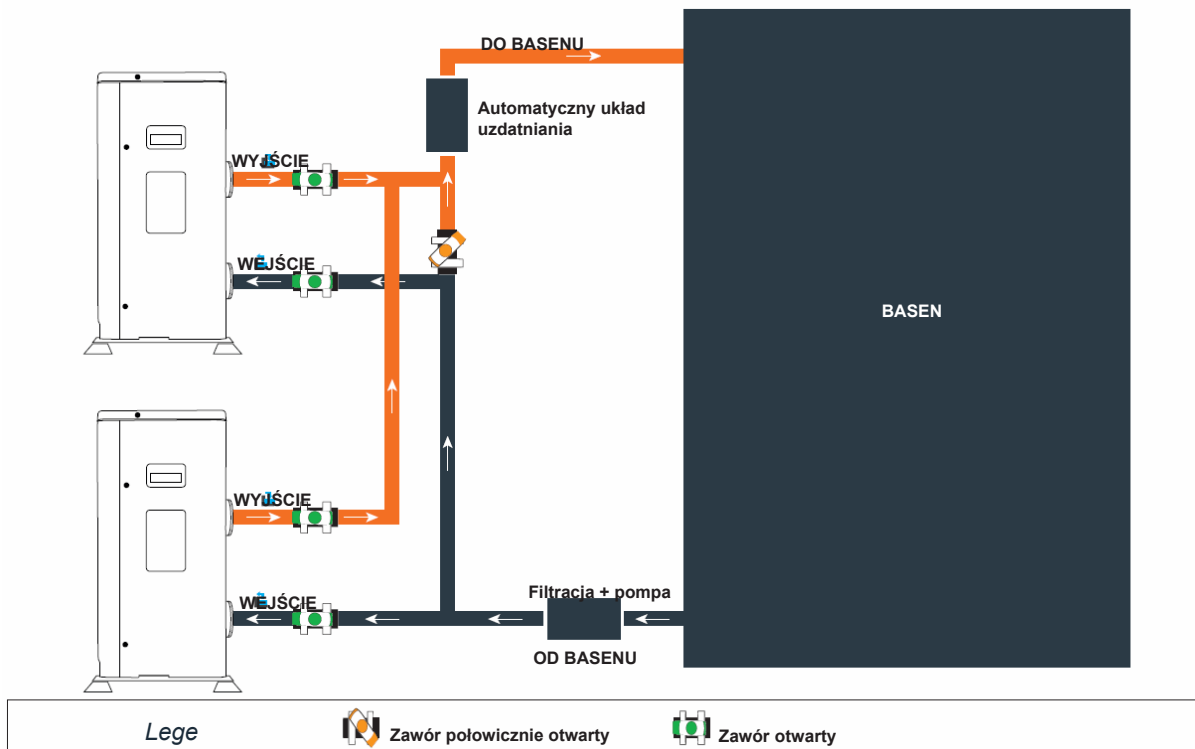 DO BASENU
Automatyczny układ
uzdatniania
WYJŚCIE
WEJŚCIE
BASEN
WYJŚCIE
WEJŚCIE
Filtracja + pompa
OD BASENU
Lege
Zawór połowicznie otwarty
Zawór otwarty